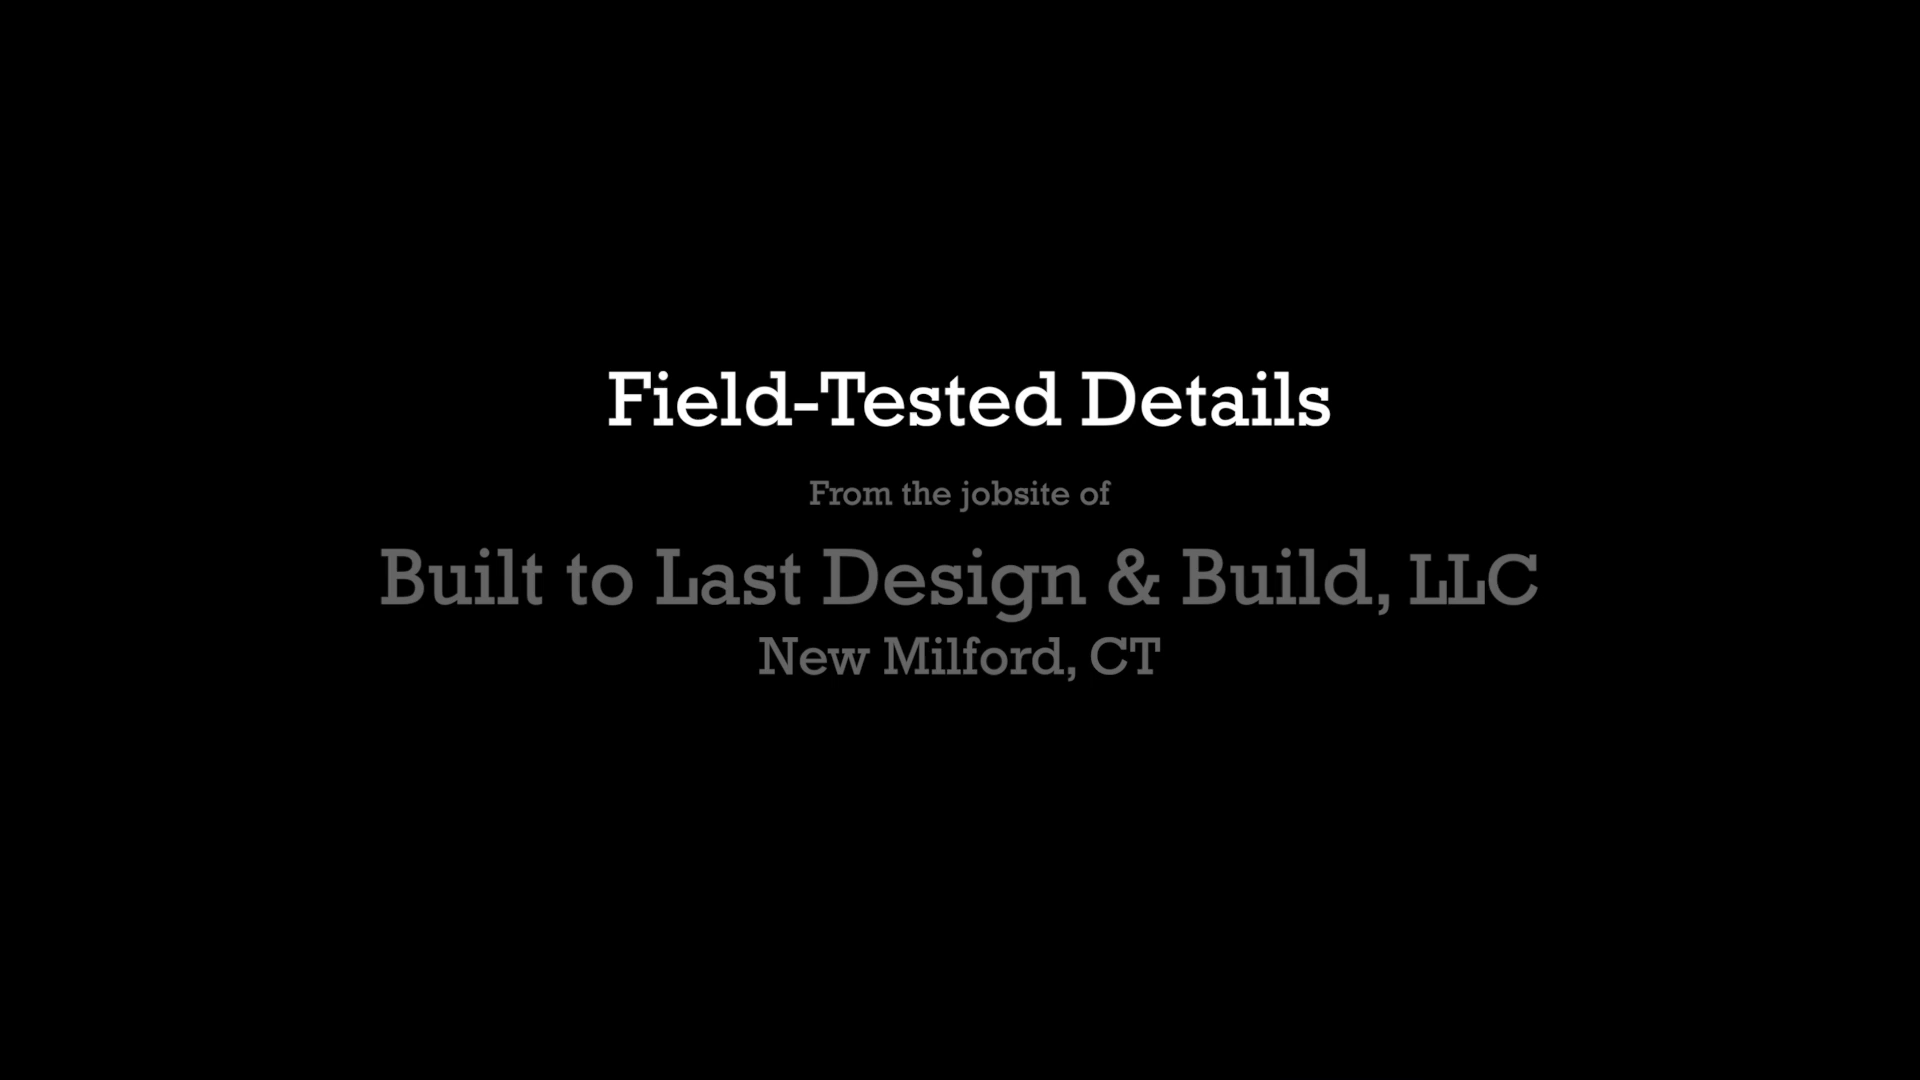 Field-Tested Details
From the jobsite of
Built to Last Design & Build, LLC
New Milford, CT